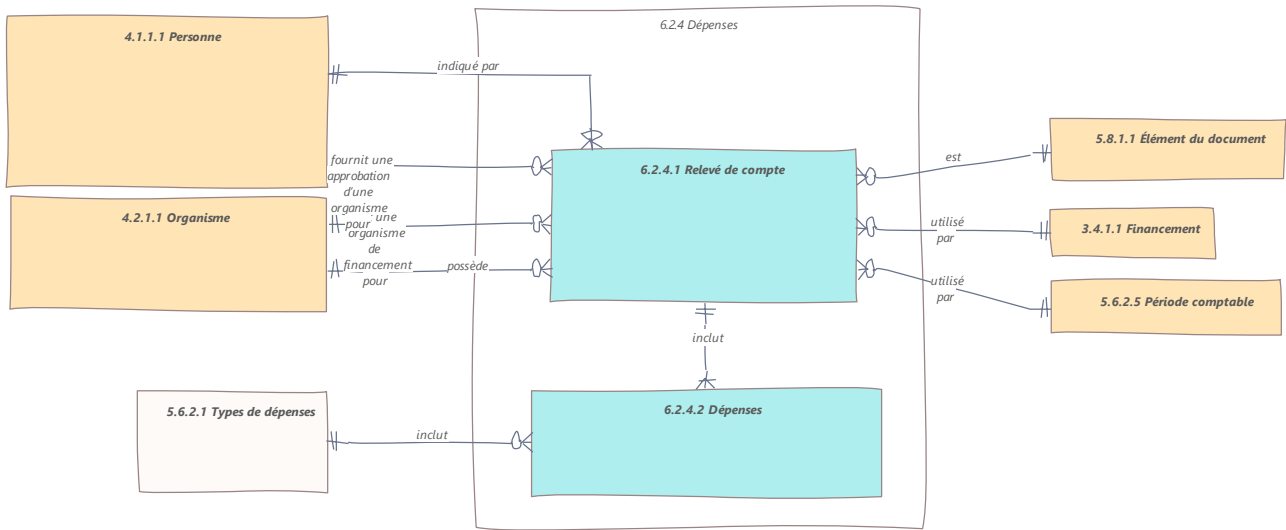 6.2.4 Dépenses
4.1.1.1 Personne
indiqué par
5.8.1.1 Élément du document
fournit une
approbation
d'une
organisme
pour
est
6.2.4.1 Relevé de compte
4.2.1.1 Organisme
une
organisme
de
financement
pour
utilisé
par
3.4.1.1 Financement
possède
utilisé
par
5.6.2.5 Période comptable
inclut
5.6.2.1 Types de dépenses
6.2.4.2 Dépenses
inclut